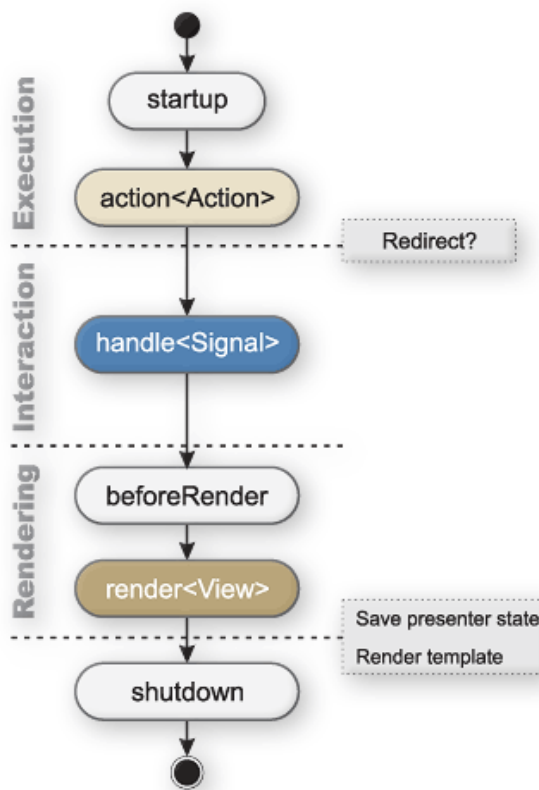 Execution
startup
action<Action>
Redirect?
Interaction
handle<Signal>
Rendering
beforeRender
render<View>
Save presenter state
Render template
shutdown